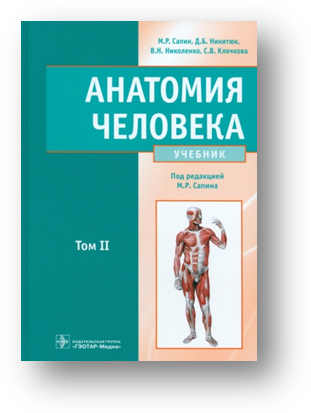 М.Р. Сапин, Д.Б. Никитюк,
В.Н. Николенко, С.В. Клочкова
АНАТОМИЯ
ЧЕЛОВЕКА
УЧЕБНИК
Под редакцией
М.Р. Сапина
Том II
ИЗДАТЕЛЬСКАЯ ГРУППА
«ГЭОТАР-Медиа»